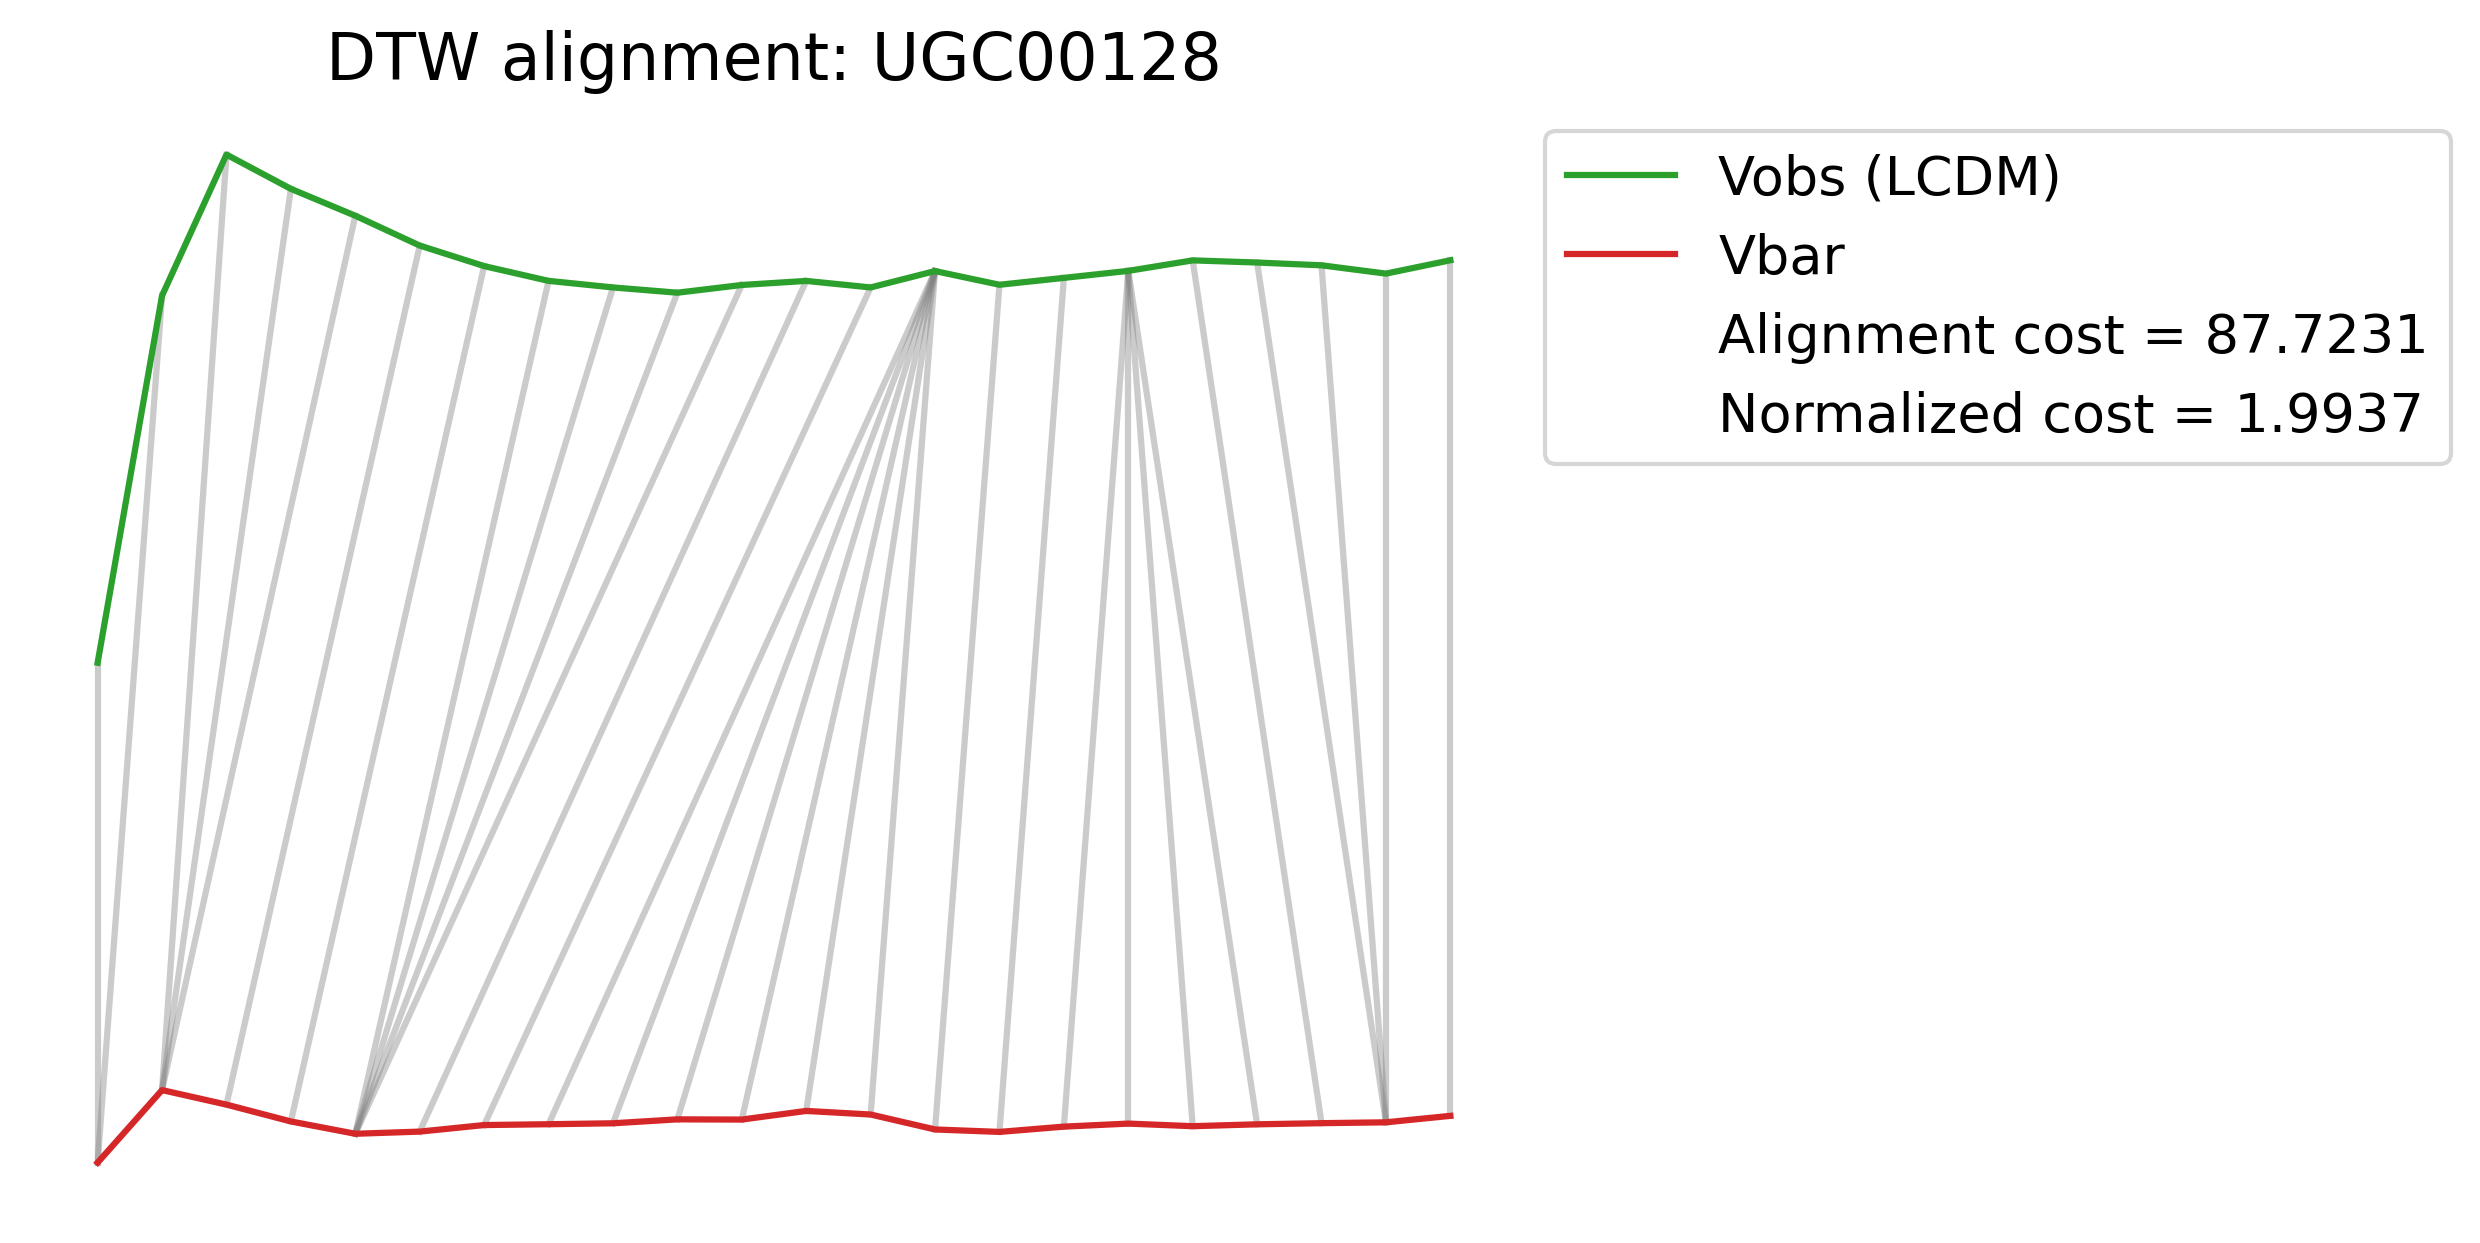 DTW alignment: UGC00128
Vobs (LCDM)
Vbar
Alignment cost = 87.7231
Normalized cost = 1.9937